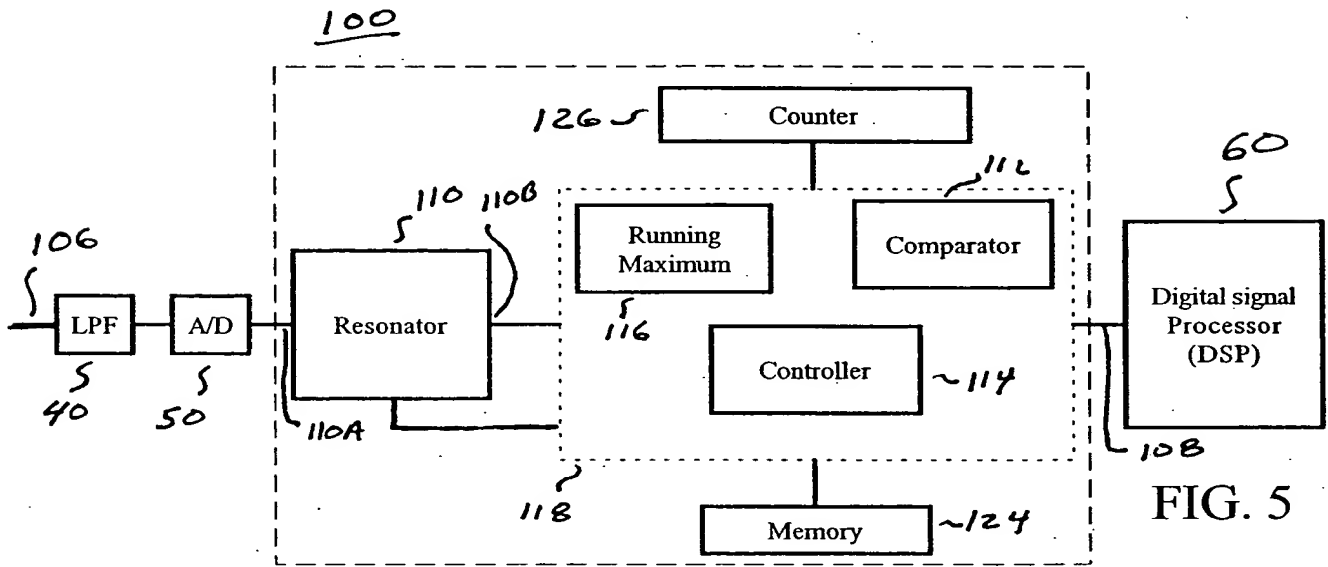 100
Counter
126
60
112
110
110B
Running
Maximum
Comparator
106
LPF
A/D
Resonator
116
Digital signal
Processor
(DSP)
Controller
114
40
50
110A
108
118
Memory
124
FIG. 5